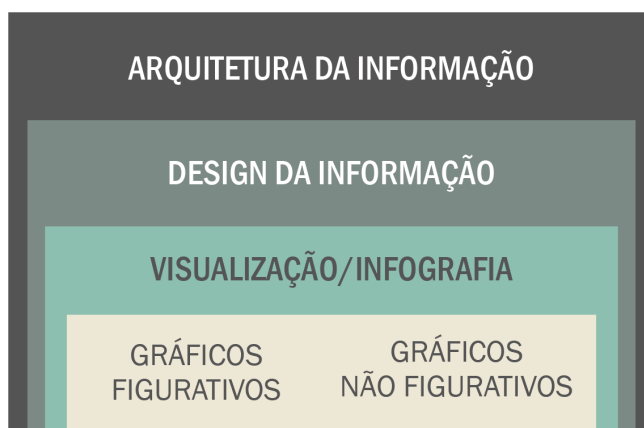 ARQUITETURA DA INFORMAÇÃO
DESIGN DA INFORMAÇÃO
VISUALIZAÇÃO/INFOGRAFIA
GRÁFICOS
FIGURATIVOS
GRÁFICOS
NÃO FIGURATIVOS